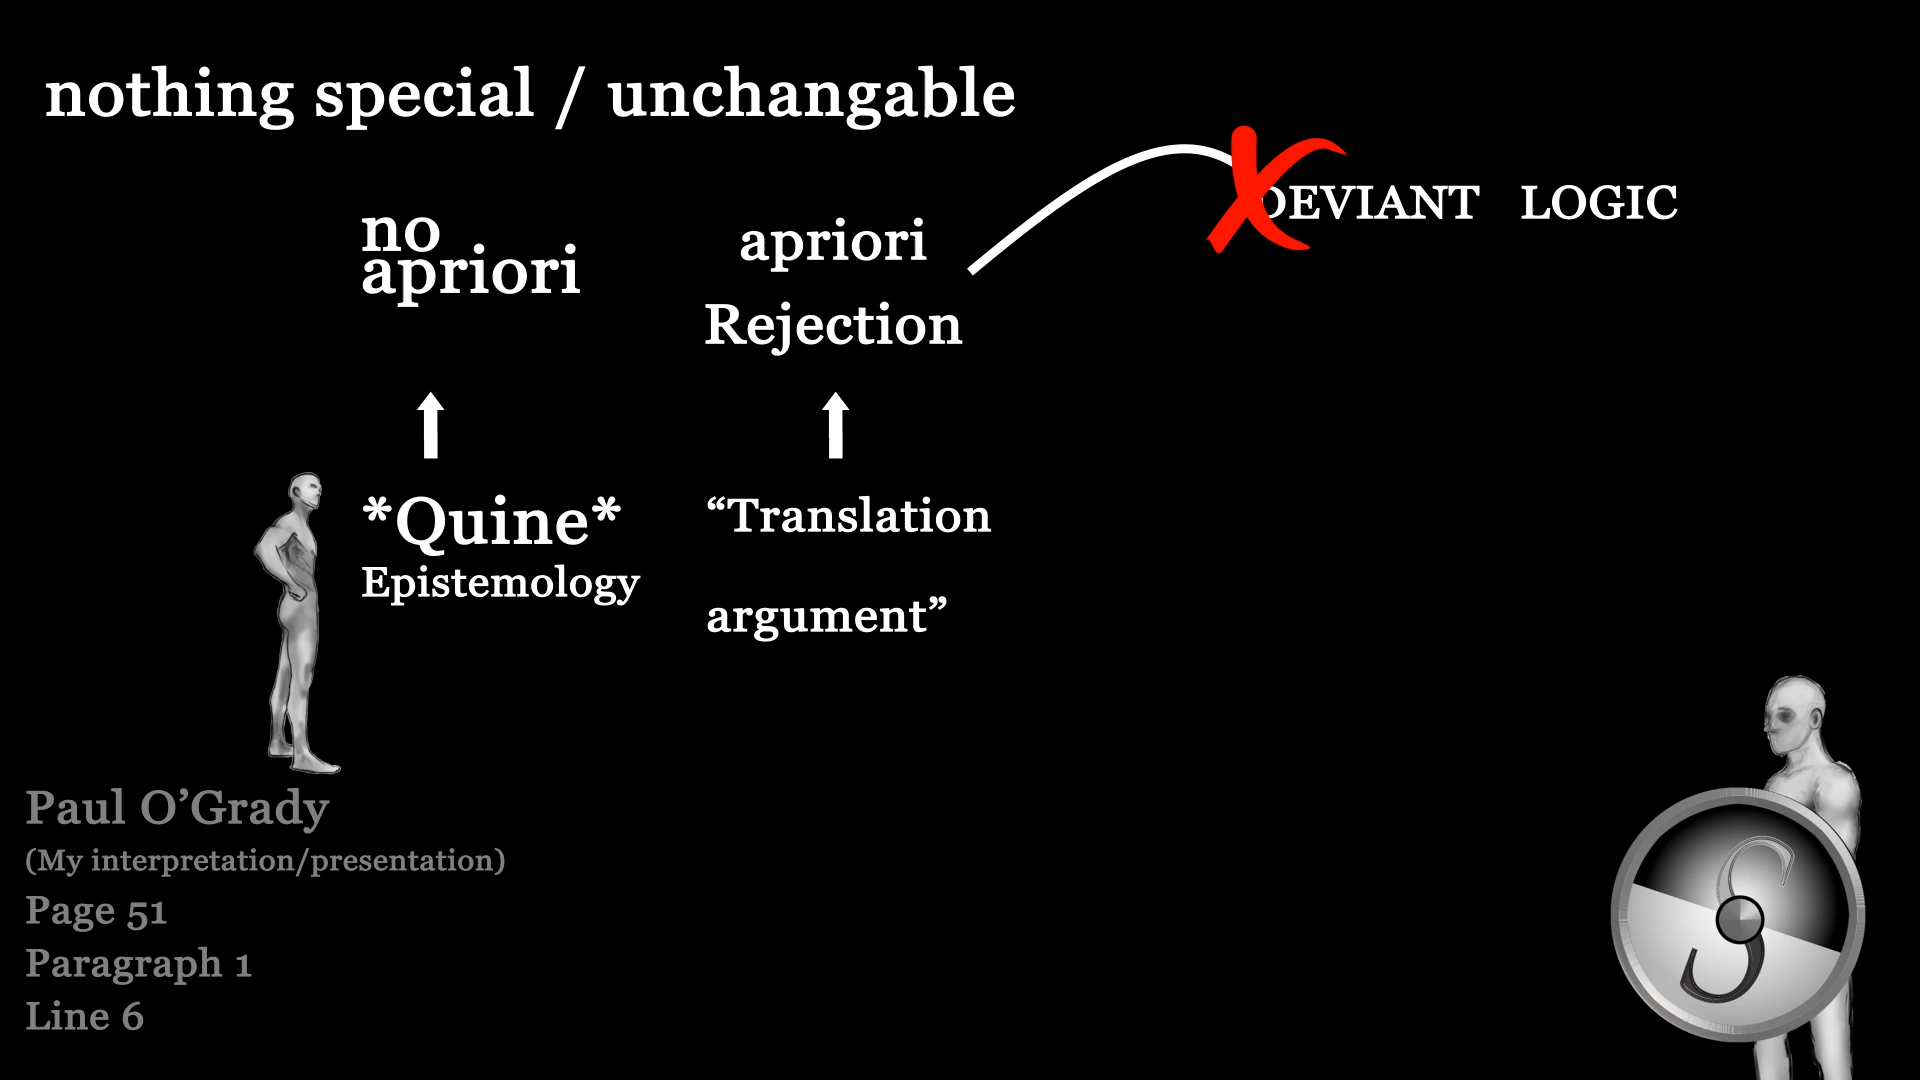 nothing special / unchangable
no
apriori
apriori
Rejection
DEVIANT LOGIC
*Quine*
Epistemology
“Translation
argument”
Paul O’Grady
(My interpretation/presentation)
Page 51
Paragraph 1
Line 6
S